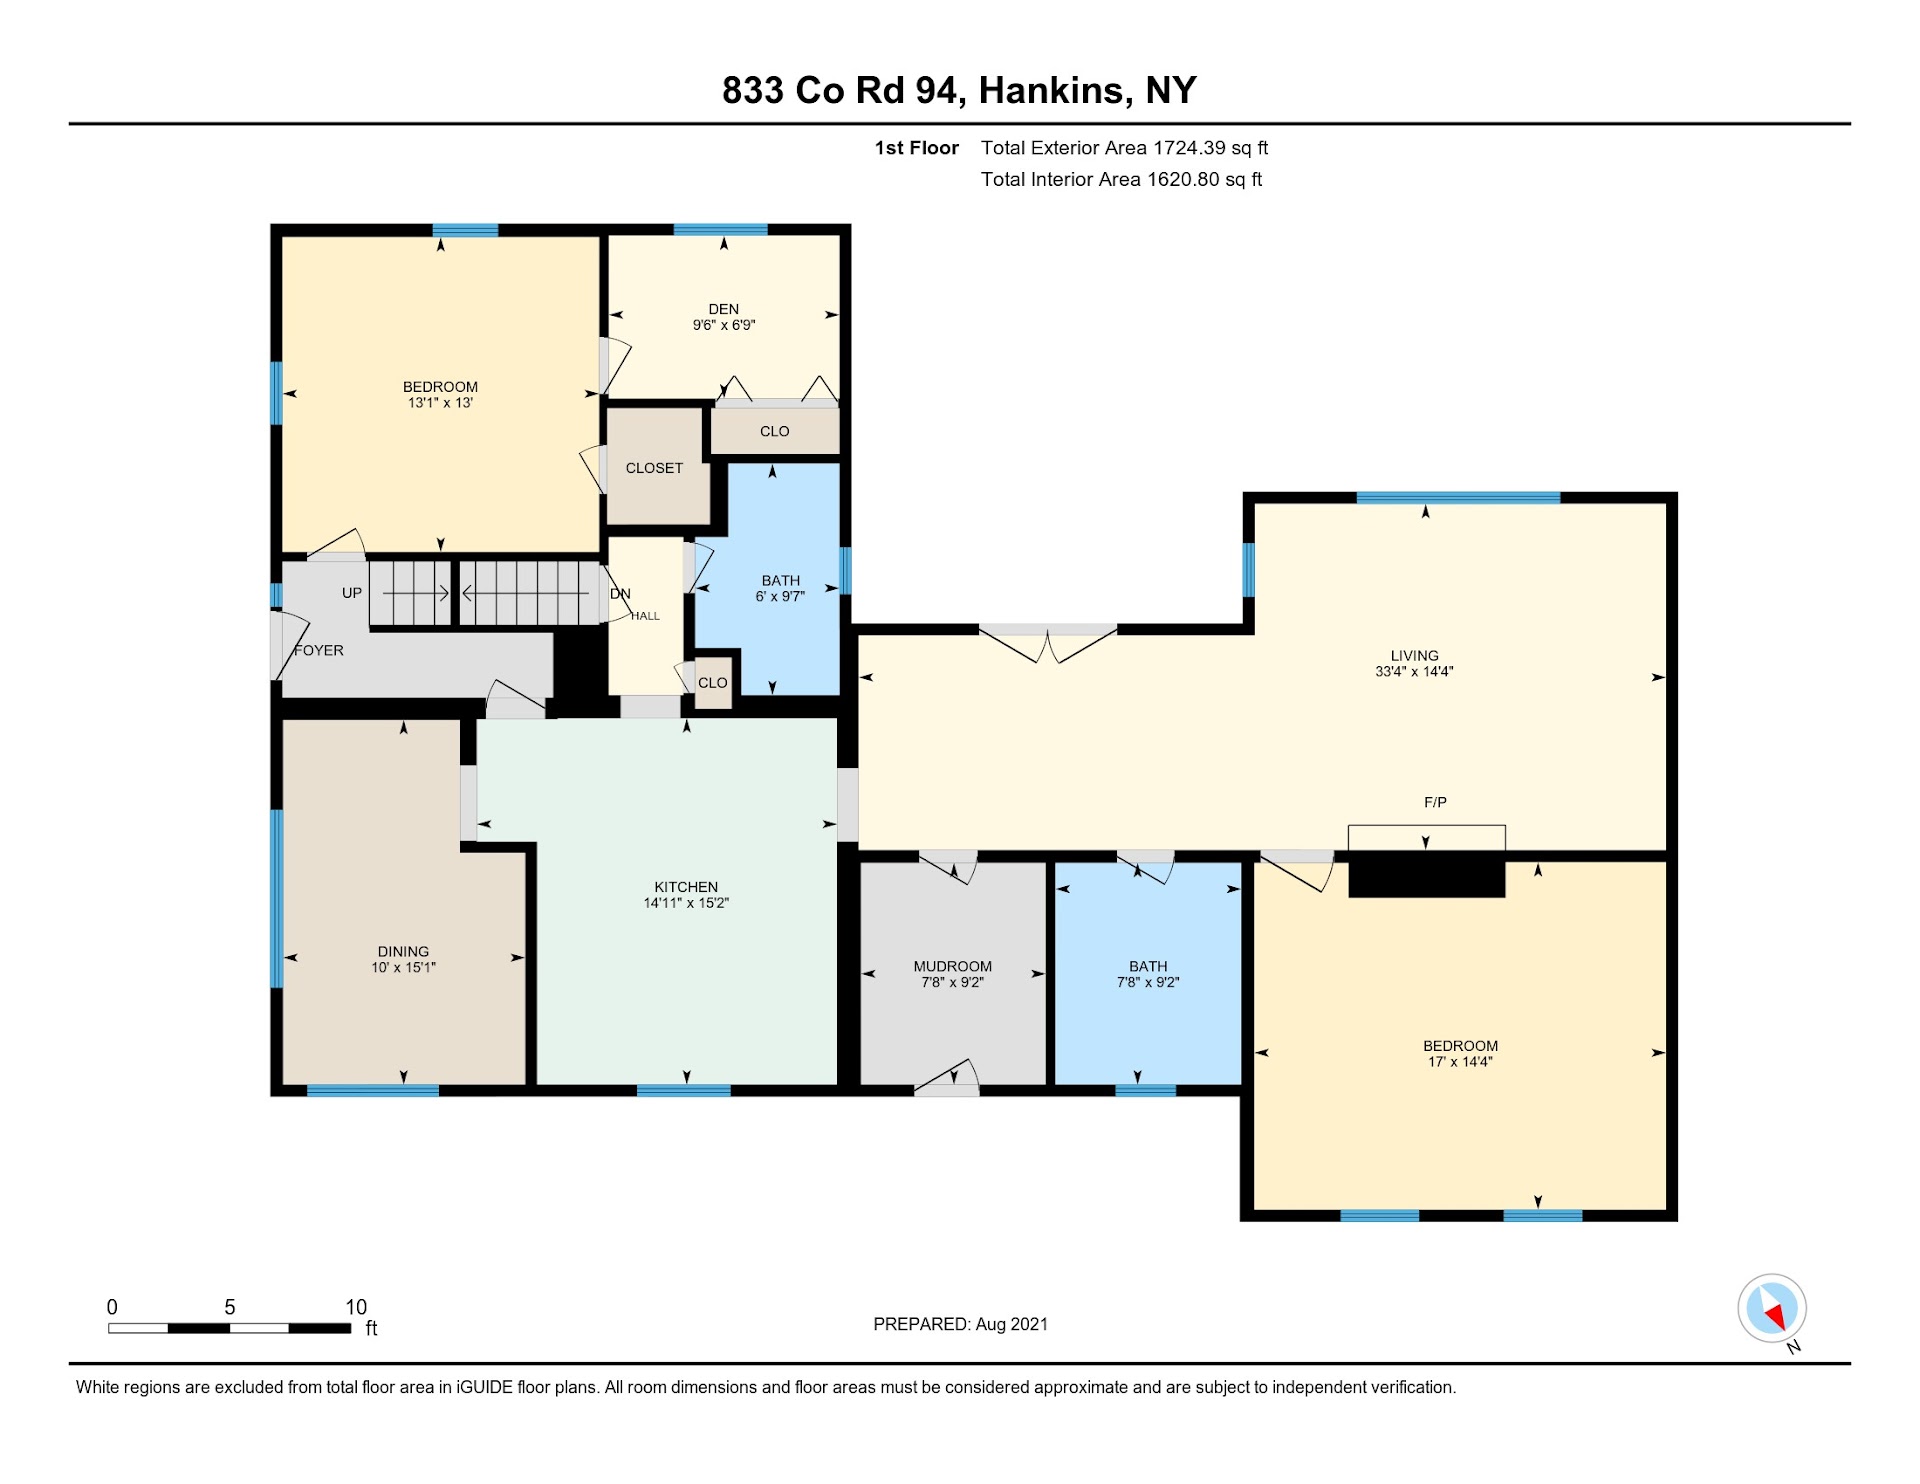 833 Co Rd 94, Hankins, NY
1st Floor Total Exterior Area 1724.39 sq ft
Total Interior Area 1620.80 sq ft
DEN
9'6" x 6'9"
BEDROOM
13'1" x 13'
CLO
CLOSET
BATH
6' x 9'7"
UP
DN
HALL
FOYER
CLO
LIVING
33'4" x 14'4"
F/P
KITCHEN
14'11" x 15'2"
DINING
10' x 15'1"
MUDROOM
7'8" x 9'2"
BATH
7'8" x 9'2"
BEDROOM
17' x 14'4"
0 5 10
ft
PREPARED: Aug 2021
N
White regions are excluded from total floor area in iGUIDE floor plans. All room dimensions and floor areas must be considered approximate and are subject to independent verification.